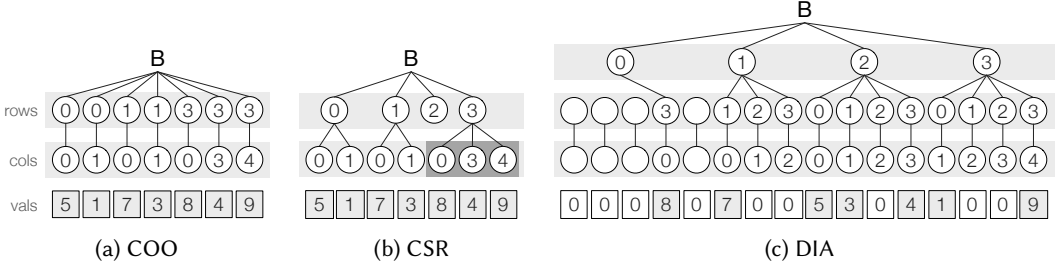 B
B
rows 0 0 1 1 3 3 3
cols 0 1 0 1 0 3 4
vals 5 1 7 3 8 4 9
(a) COO
B
0 1 2 3
0 1 0 1 0 3 4
5 1 7 3 8 4 9
(b) CSR
0 1 2 3
3 1 2 3 0 1 2 3 0 1 2 3
0 0 1 2 0 1 2 3 1 2 3 4
0 0 0 8 0 7 0 0 5 3 0 4 1 0 0 9
(c) DIA